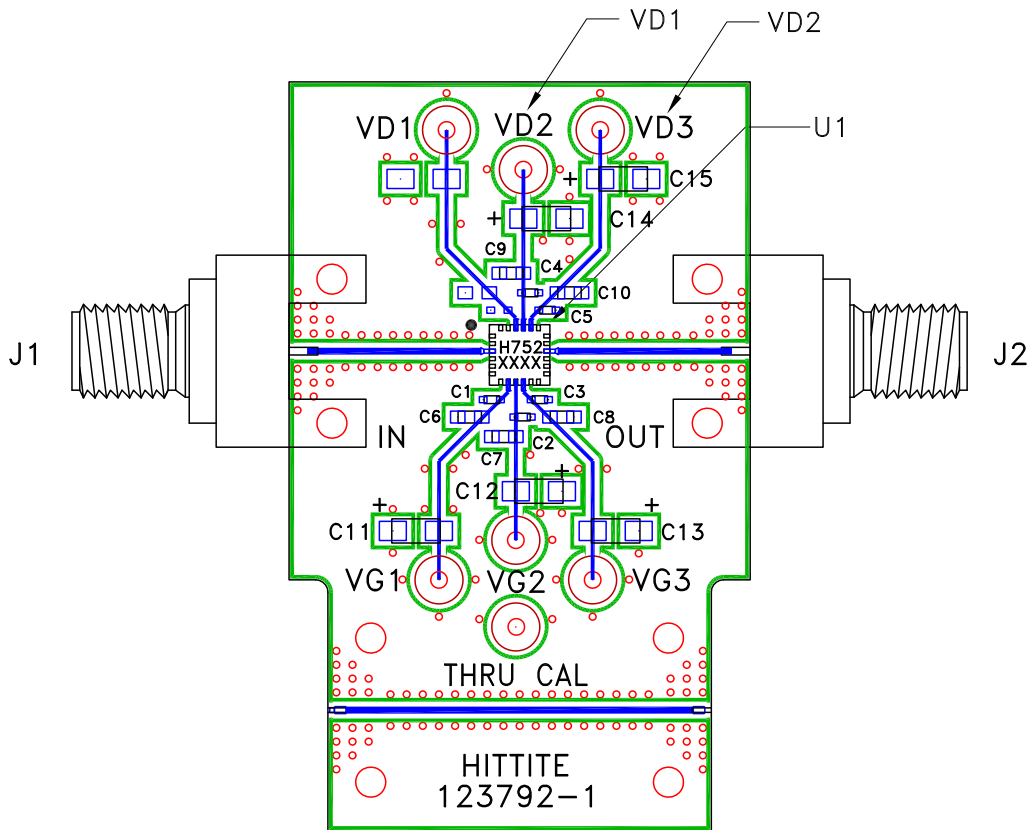 VD1
VD2
VD1
VD2
VD3
U1
C15
+
C14
+
C9
C4
C10
C5
J1
H752
XXXX
J2
C1
C3
C6
C8
IN
OUT
C2
C7
+
C12
+
+
C11
C13
VG1
VG2
VG3
THRU CAL
HITTITE
123792-1